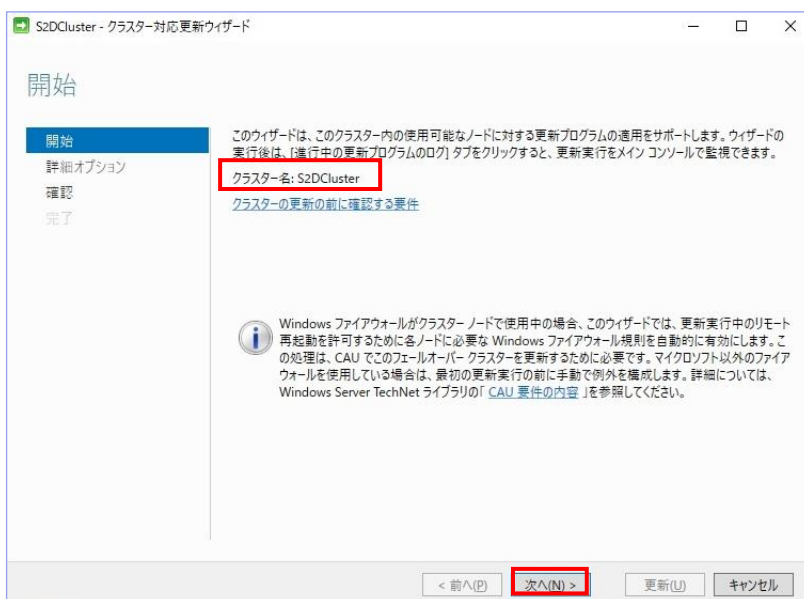 S2DCluster - クラスター対応更新ウィザード
開始
開始
詳細オプション
確認
完了
このウィザードは、このクラスター内の使用可能なノードに対する更新プログラムの適用をサポートします。ウィザードの
実行後は、[進行中の更新プログラムのログ] タブをクリックすると、更新実行をメイン コンソールで監視できます。
クラスター名: S2DCluster
クラスターの更新の前に確認する要件
Windows ファイアウォールがクラスター ノードで使用中の場合、このウィザードでは、更新実行中のリモート
再起動を許可するために各ノードに必要な Windows ファイアウォール規則を自動的に有効にします。こ
の処理は、CAU でこのフェールオーバー クラスターを更新するために必要です。マイクロソフト以外のファイア
ウォールを使用している場合は、最初の更新実行の前に手動で例外を構成します。詳細については、
Windows Server TechNet ライブラリの「 CAU 要件の内容 」を参照してください。
< 前へ(P)
次へ(N) >
更新(U)
キャンセル